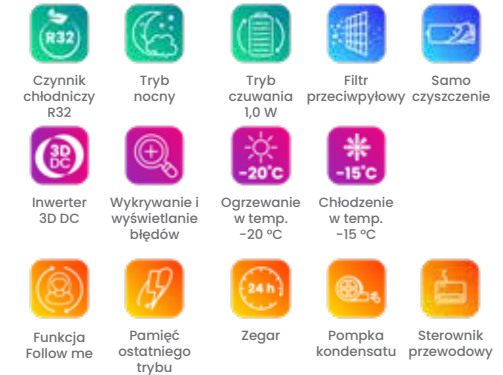 R32
Czynnik
chłodniczy
R32
Tryb
nocny
Tryb
czuwania
1,0 W
Filtr
przeciwpyłowy
Samo
czyszczenie
3D
DC
Inwerter
3D DC
Wykrywanie i
wyświetlanie
błędów
-20°C
Ogrzewanie
w temp.
-20 °C
-15°C
Chłodzenie
w temp.
-15 °C
Funkcja
Follow me
Pamięć
ostatniego
trybu
24 h
Zegar
Pompka
kondensatu
Sterownik
przewodowy